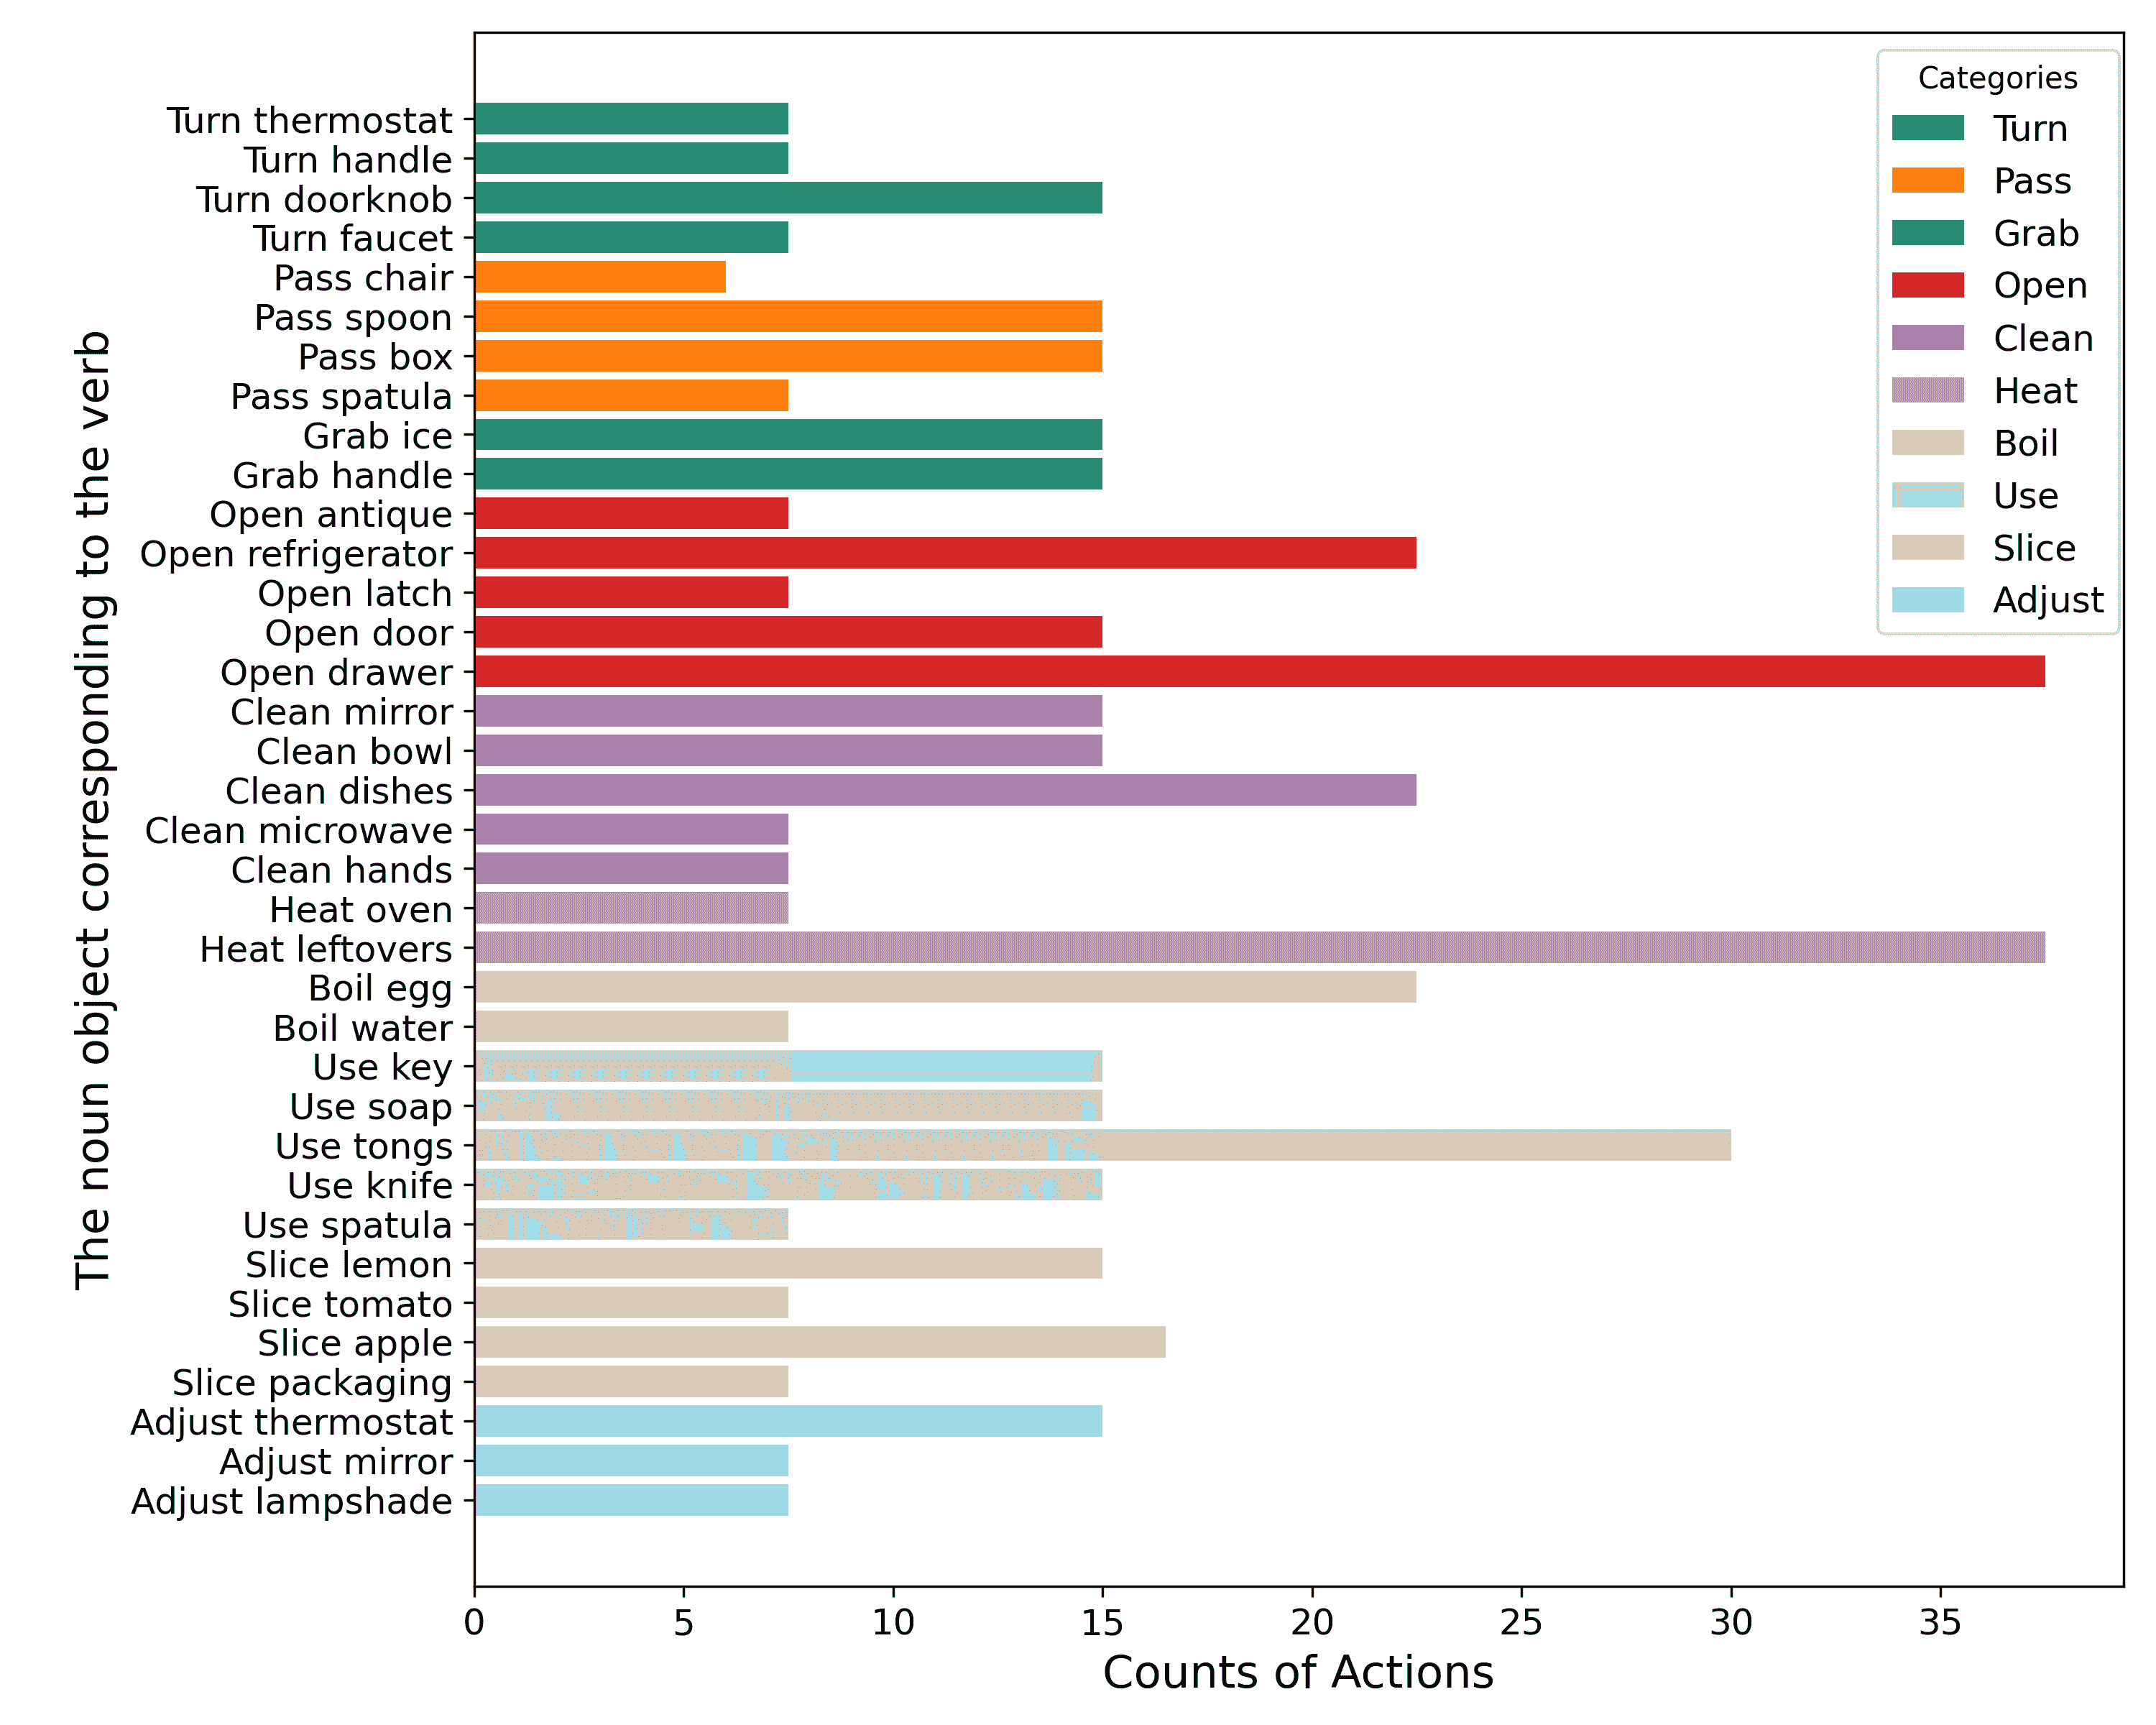 The noun object corresponding to the verb
Turn thermostat
Turn handle
Turn doorknob
Turn faucet
Pass chair
Pass spoon
Pass box
Pass spatula
Grab ice
Grab handle
Open antique
Open refrigerator
Open latch
Open door
Open drawer
Clean mirror
Clean bowl
Clean dishes
Clean microwave
Clean hands
Heat oven
Heat leftovers
Boil egg
Boil water
Use key
Use soap
Use tongs
Use knife
Use spatula
Slice lemon
Slice tomato
Slice apple
Slice packaging
Adjust thermostat
Adjust mirror
Adjust lampshade
Categories
Turn
Pass
Grab
Open
Clean
Heat
Boil
Use
Slice
Adjust
0 5 10 15 20 25 30 35
Counts of Actions